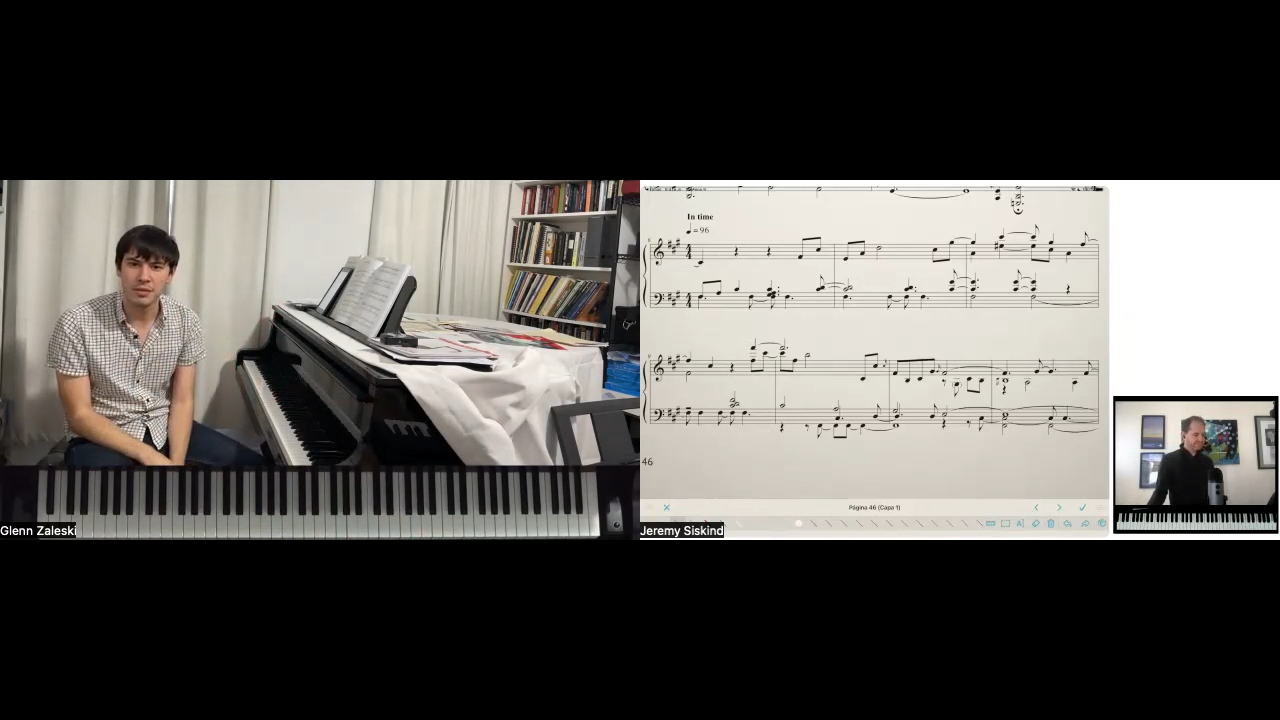 In time
= 96
46
Página 46 (Capa 1)
Glenn Zaleski
Jeremy Siskind